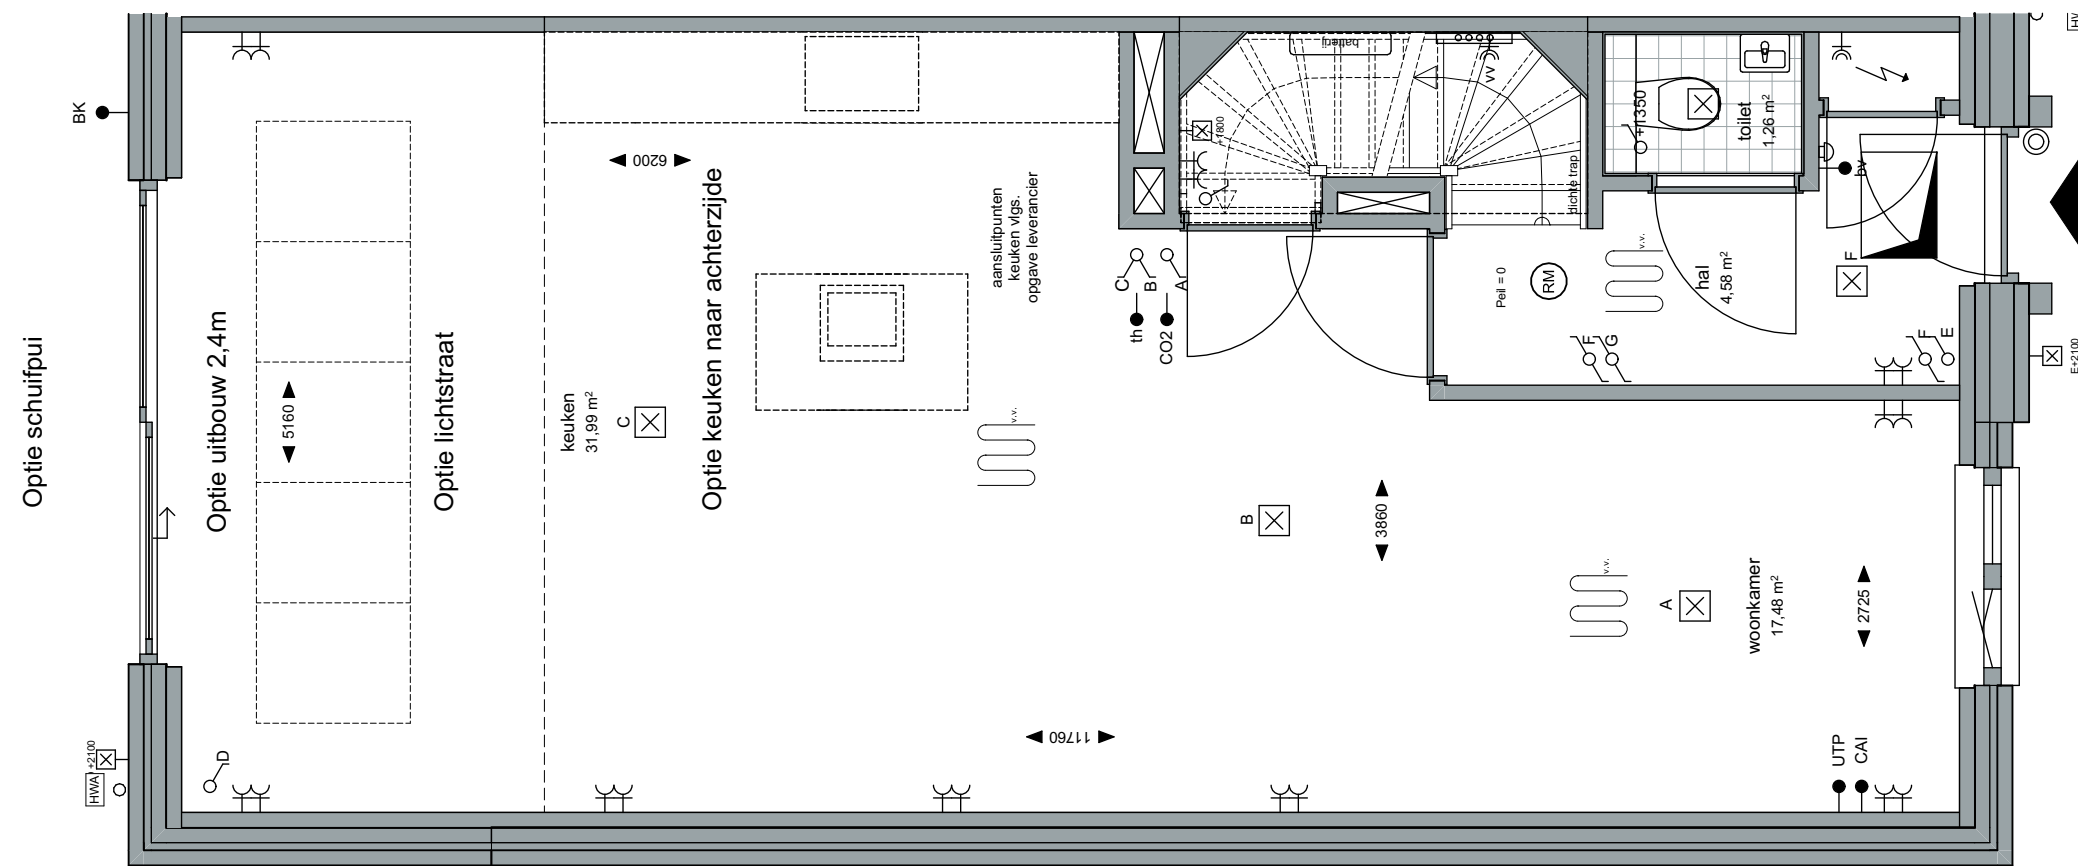 Optie schuifpui
BK
HWA
+2100
D
Optie uitbouw 2,4m
5160
Optie lichtstraat
keuken
31,99 m²
C
6200
Optie keuken naar achterzijde
aansluitpunten
keuken vlgs.
opgave leverancier
v.v.
11760
th
CO2
C
B
A
+1800
batterij
vv
dichte trap
B
3860
Peil = 0
RM
v.v.
hal
4,58 m²
F
G
+1350
toilet
1,26 m²
bv
F
F
E
E+2100
v.v.
A
woonkamer
17,48 m²
2725
UTP
CAI